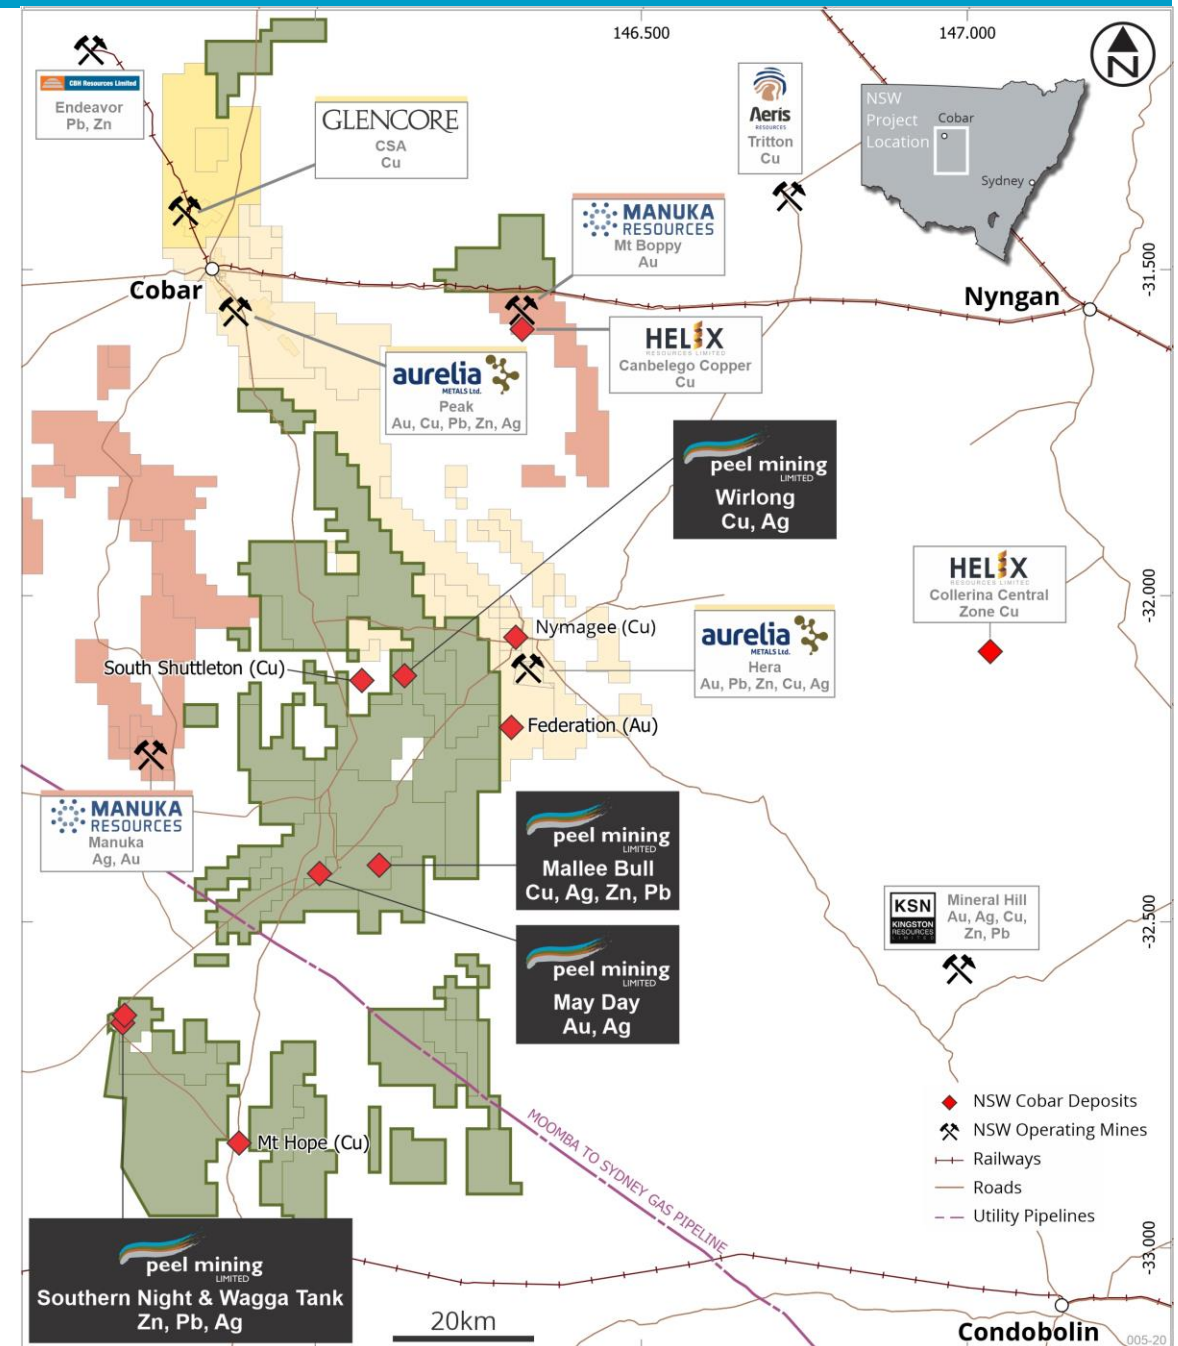 146.500
147.000
N
CBH Resources Limited
Endeavor
Pb, Zn
GLENCORE
CSA
Cu
Aeris
RESOURCES
Tritton
Cu
NSW
Project
Location
Cobar
Sydney
MANUKA
RESOURCES
Mt Boppy
Au
-31.500
Cobar
Nyngan
HELIX
RESOURCES LIMITED
Canbelego Copper
Cu
aurelia
METALS Ltd.
Peak
Au, Cu, Pb, Zn, Ag
peel mining
LIMITED
Wirlong
Cu, Ag
HELIX
RESOURCES LIMITED
Collerina Central
Zone Cu
-32.000
Nymagee (Cu)
aurelia
METALS Ltd.
Hera
Au, Pb, Zn, Cu, Ag
South Shuttleton (Cu)
Federation (Au)
MANUKA
RESOURCES
Manuka
Ag, Au
peel mining
LIMITED
Mallee Bull
Cu, Ag, Zn, Pb
KSN
KINGSTON
RESOURCES
LIMITED
Mineral Hill
Au, Ag, Cu,
Zn, Pb
-32.500
peel mining
LIMITED
May Day
Au, Ag
Mt Hope (Cu)
MOOMBA TO SYDNEY GAS PIPELINE
NSW Cobar Deposits
NSW Operating Mines
Railways
Roads
Utility Pipelines
-33.000
peel mining
LIMITED
Southern Night & Wagga Tank
Zn, Pb, Ag
20km
Condobolin
005-20